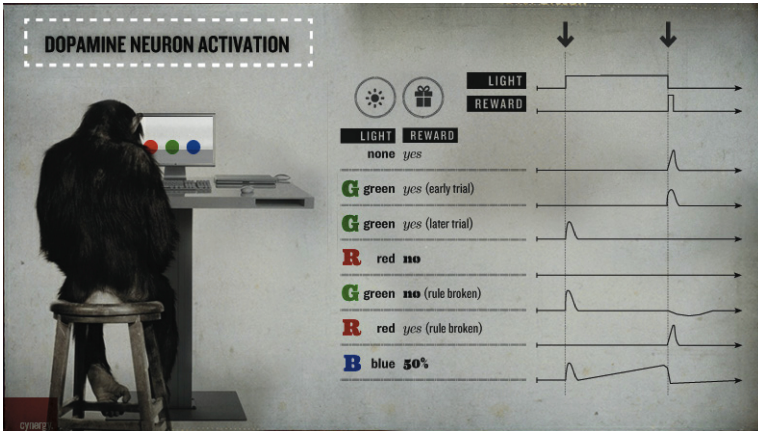 DOPAMINE NEURON ACTIVATION
LIGHT
REWARD
LIGHT REWARD
none yes
G green yes (early trial)
G green yes (later trial)
R red no
G green no (rule broken)
R red yes (rule broken)
B blue 50%